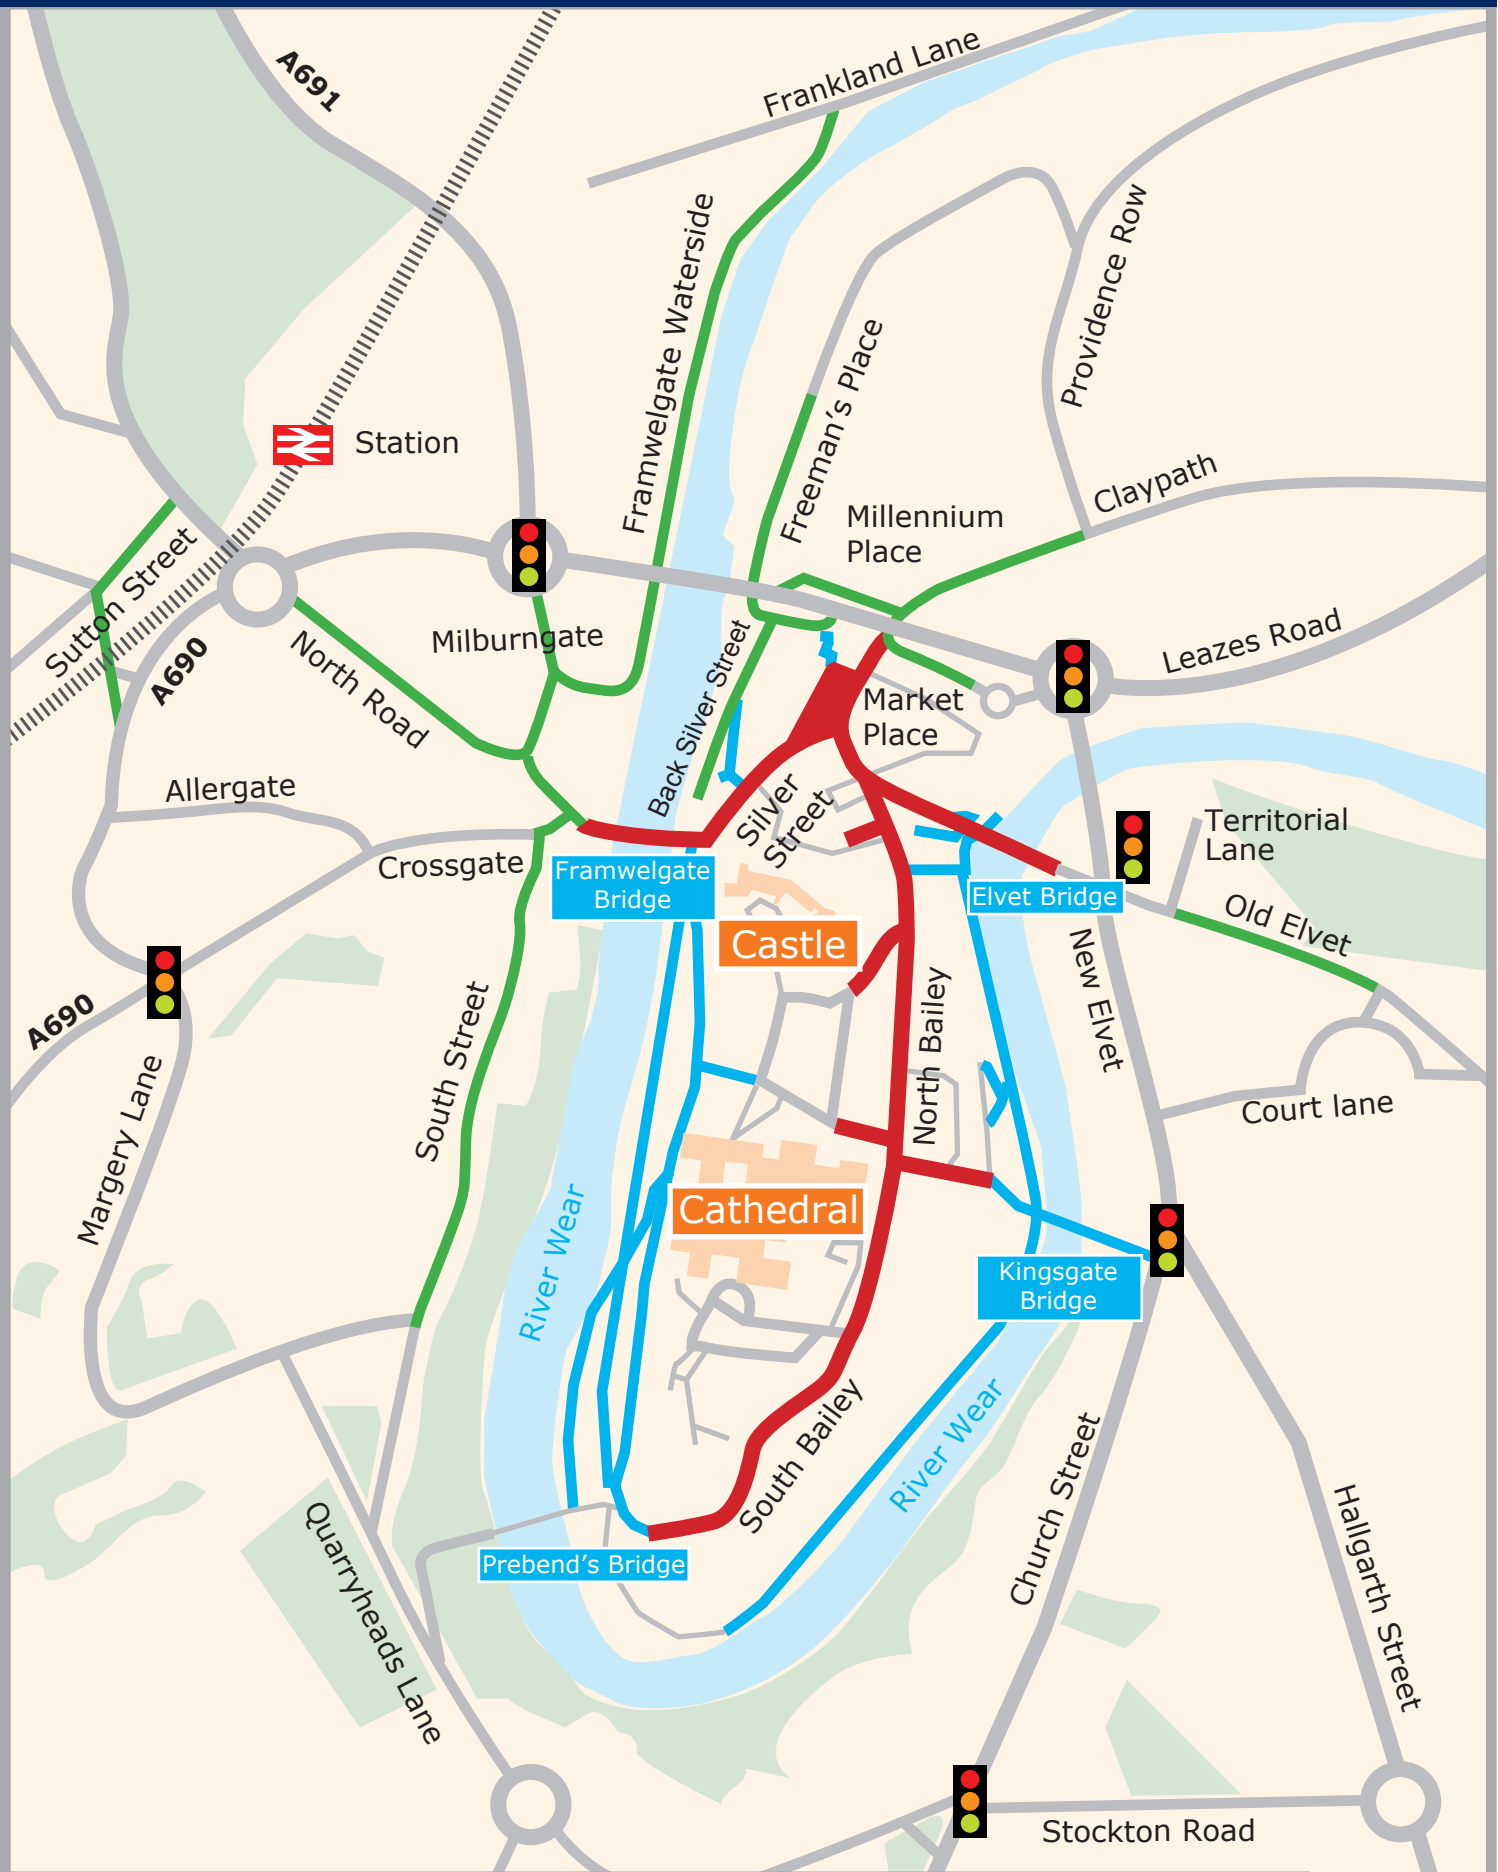 A691
Frankland Lane
Framwelgate Waterside
Providence Row
Freeman's Place
Station
Claypath
Millennium
Place
Sutton Street
A690
North Road
Milburngate
Back Silver Street
Leazes Road
Market
Place
Allergate
Silver
Street
Territorial
Lane
Crossgate
Framwelgate
Bridge
Elvet Bridge
Old Elvet
Castle
New Elvet
A690
South Street
North Bailey
Margery Lane
Court lane
Cathedral
River Wear
Kingsgate
Bridge
South Bailey
River Wear
Church Street
Hallgarth Street
Quarryheads Lane
Prebend's Bridge
Stockton Road